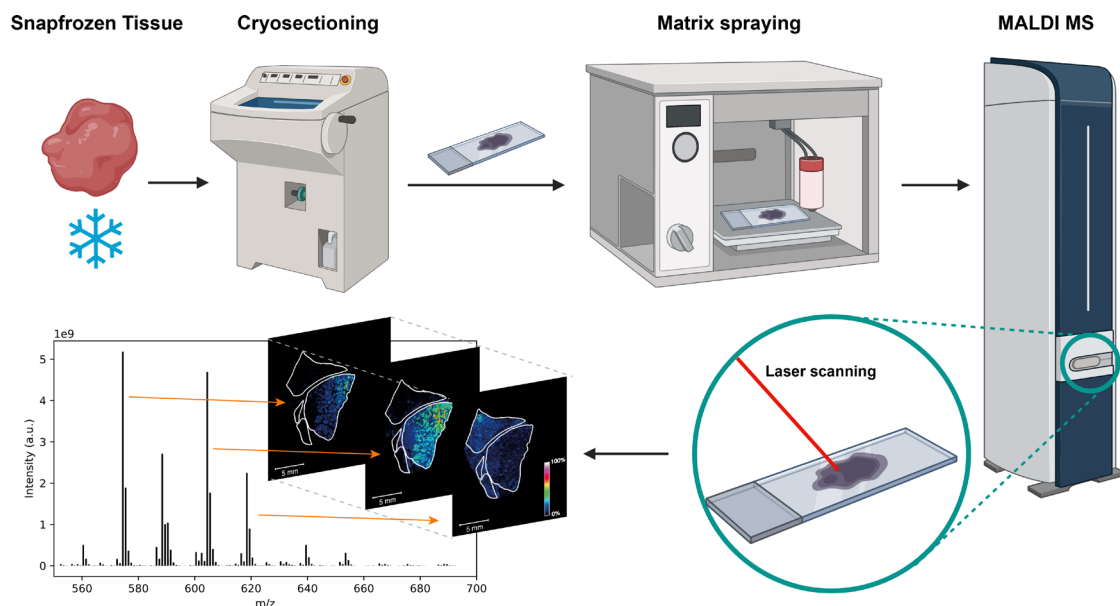 Snapfrozen Tissue
Cryosectioning
Matrix spraying
MALDI MS
Laser scanning
1e9
5
4
3
2
1
0
Intensity (a.u.)
560
580
600
620
640
660
680
700
m/z
5 mm
5 mm
5 mm
100%
0%